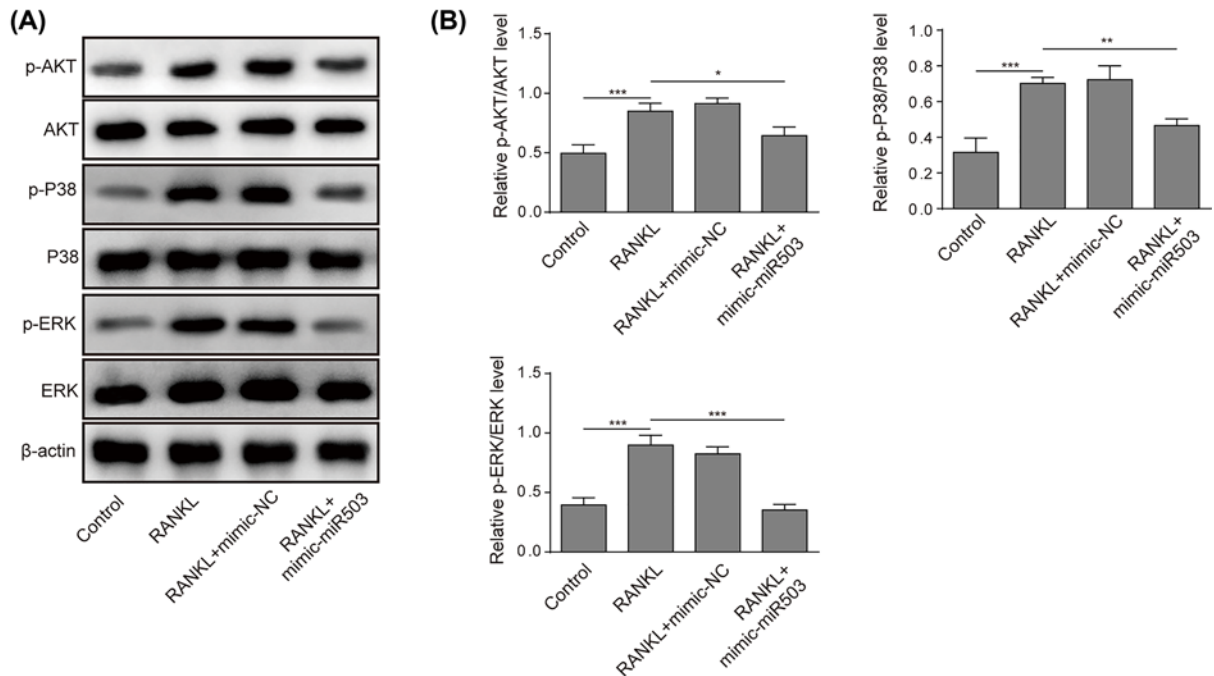 (A)
p-AKT
AKT
p-P38
P38
p-ERK
ERK
β-actin
Control
RANKL
RANKL+mimic-NC
RANKL+
mimic-miR503
(B)
Relative p-AKT/AKT level
1.5
1.0
0.5
0.0
***
*
Control
RANKL
RANKL+mimic-NC
RANKL+
mimic-miR503
Relative p-P38/P38 level
1.0
0.8
0.6
0.4
0.2
0.0
***
**
Control
RANKL
RANKL+mimic-NC
RANKL+
mimic-miR503
Relative p-ERK/ERK level
1.5
1.0
0.5
0.0
***
***
Control
RANKL
RANKL+mimic-NC
RANKL+
mimic-miR503